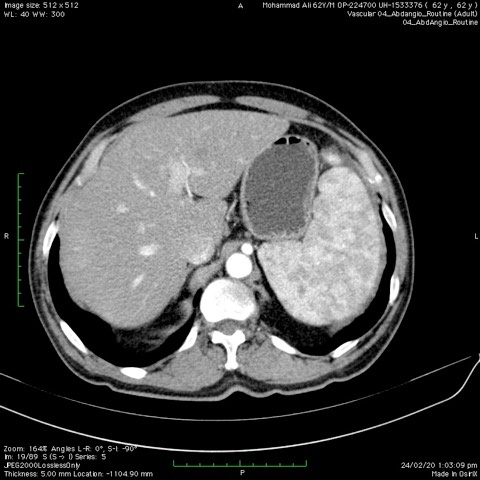 Image size: 512 x 512
WL: 40 WW: 300
A
Mohammad Ali 62Y/M OP-224700 UH-1533376 ( 62 y , 62 y )
Vascular 04_Abdangio_Routine (Adult)
04_AbdAngio_Routine
R
L
Zoom: 164% Angles L-R: 0°, S-I: -90°
Im: 19/89 S (S -> I) Series: 5
JPEG2000LosslessOnly
Thickness: 5.00 mm Location: -1104.90 mm
P
24/02/20 1:03:09 PM
Made In OsiriX